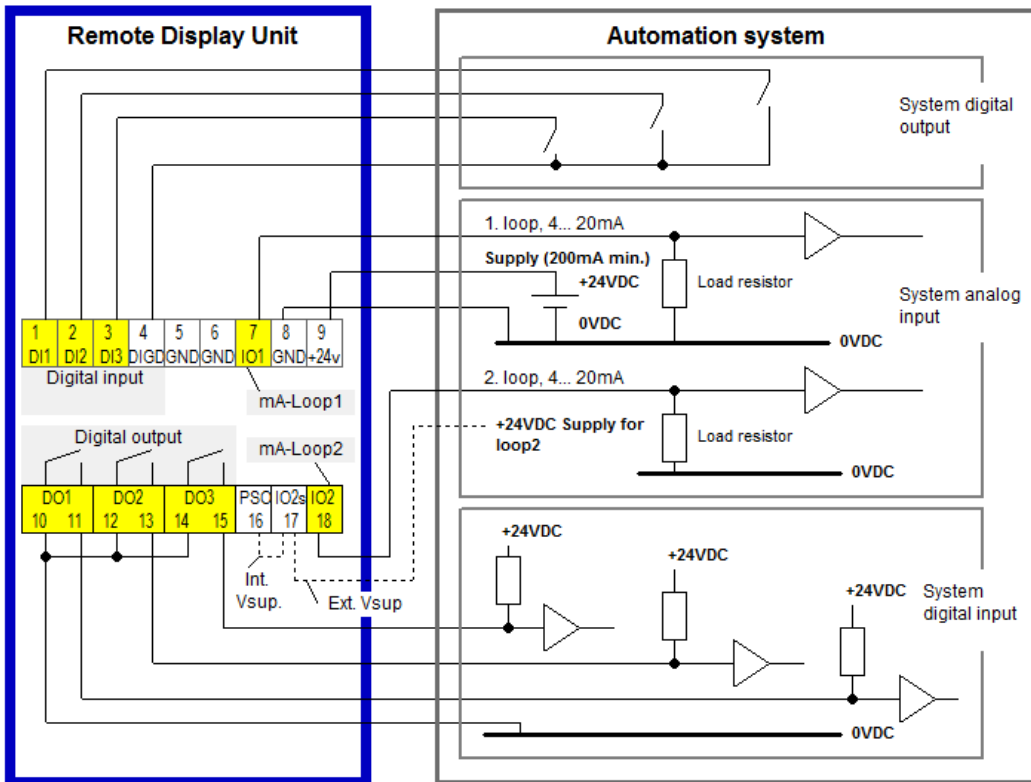 Remote Display Unit
Automation system
System digital
output
1. loop, 4... 20mA
Supply (200mA min.)
+24VDC
0VDC
Load resistor
System analog
input
0VDC
1 2 3 4 5 6 7 8 9
DI1 DI2 DI3 DIGD GND GND IO1 GND +24v
Digital input
mA-Loop1
2. loop, 4... 20mA
+24VDC Supply for
loop2
Load resistor
0VDC
Digital output
mA-Loop2
DO1 DO2 DO3 PSO IO2s IO2
10 11 12 13 14 15 16 17 18
Int.
Vsup.
Ext. Vsup
+24VDC
+24VDC
+24VDC
System
digital input
0VDC